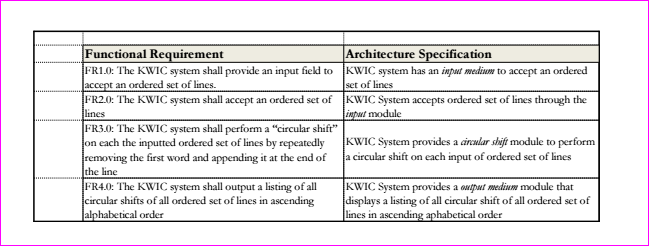 Functional Requirement
Architecture Specification
FR1.0: The KWIC system shall provide an input field to
accept an ordered set of lines.
KWIC system has an input medium to accept an ordered
set of lines
FR2.0: The KWIC system shall accept an ordered set of
lines
KWIC System accepts ordered set of lines through the
input module
FR3.0: The KWIC system shall perform a “circular shift”
on each the inputted ordered set of lines by repeatedly
removing the first word and appending it at the end of
the line
KWIC System provides a circular shift module to perform
a circular shift on each input of ordered set of lines
FR4.0: The KWIC system shall output a listing of all
circular shifts of all ordered set of lines in ascending
alphabetical order
KWIC System provides a output medium module that
displays a listing of all circular shift of all ordered set of
lines in ascending aphabetical order